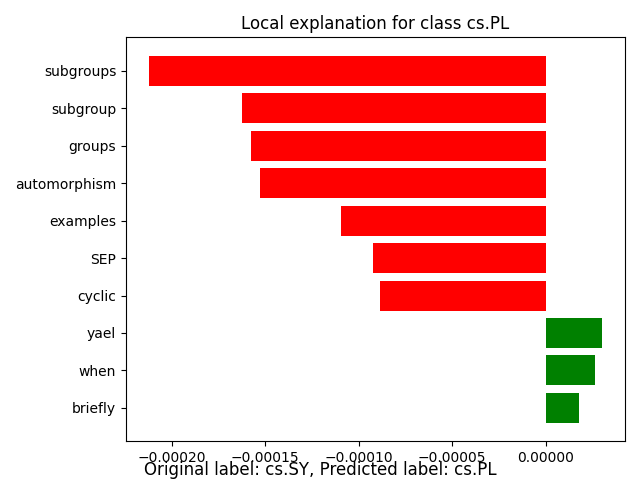 Local explanation for class cs.PL
subgroups
subgroup
groups
automorphism
examples
SEP
cyclic
yael
when
briefly
−0.00020 −0.00015 −0.00010 −0.00005 0.00000
Original label: cs.SY, Predicted label: cs.PL